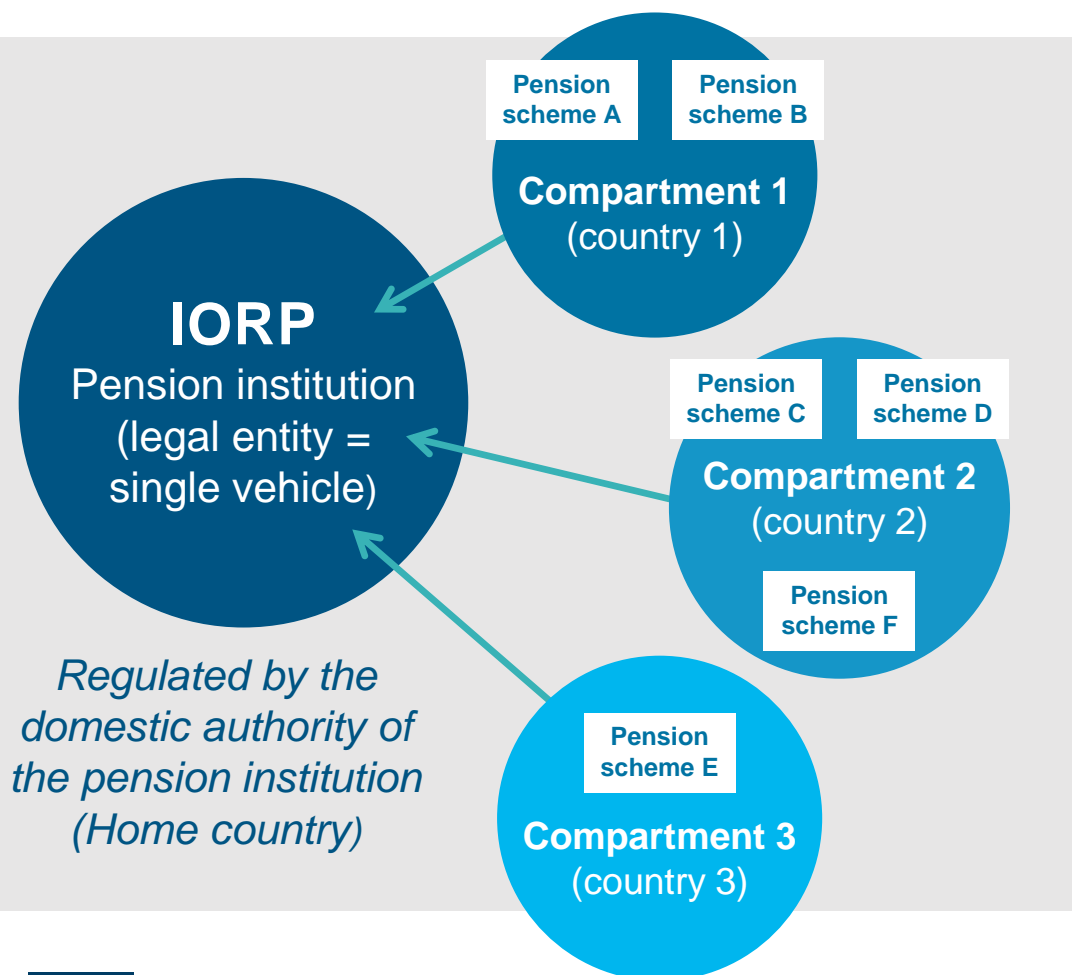 Pension
scheme A
Pension
scheme B
Compartment 1
(country 1)
IORP
Pension institution
(legal entity =
single vehicle)
Pension
scheme C
Pension
scheme D
Compartment 2
(country 2)
Pension
scheme F
Regulated by the
domestic authority of
the pension institution
(Home country)
Pension
scheme E
Compartment 3
(country 3)